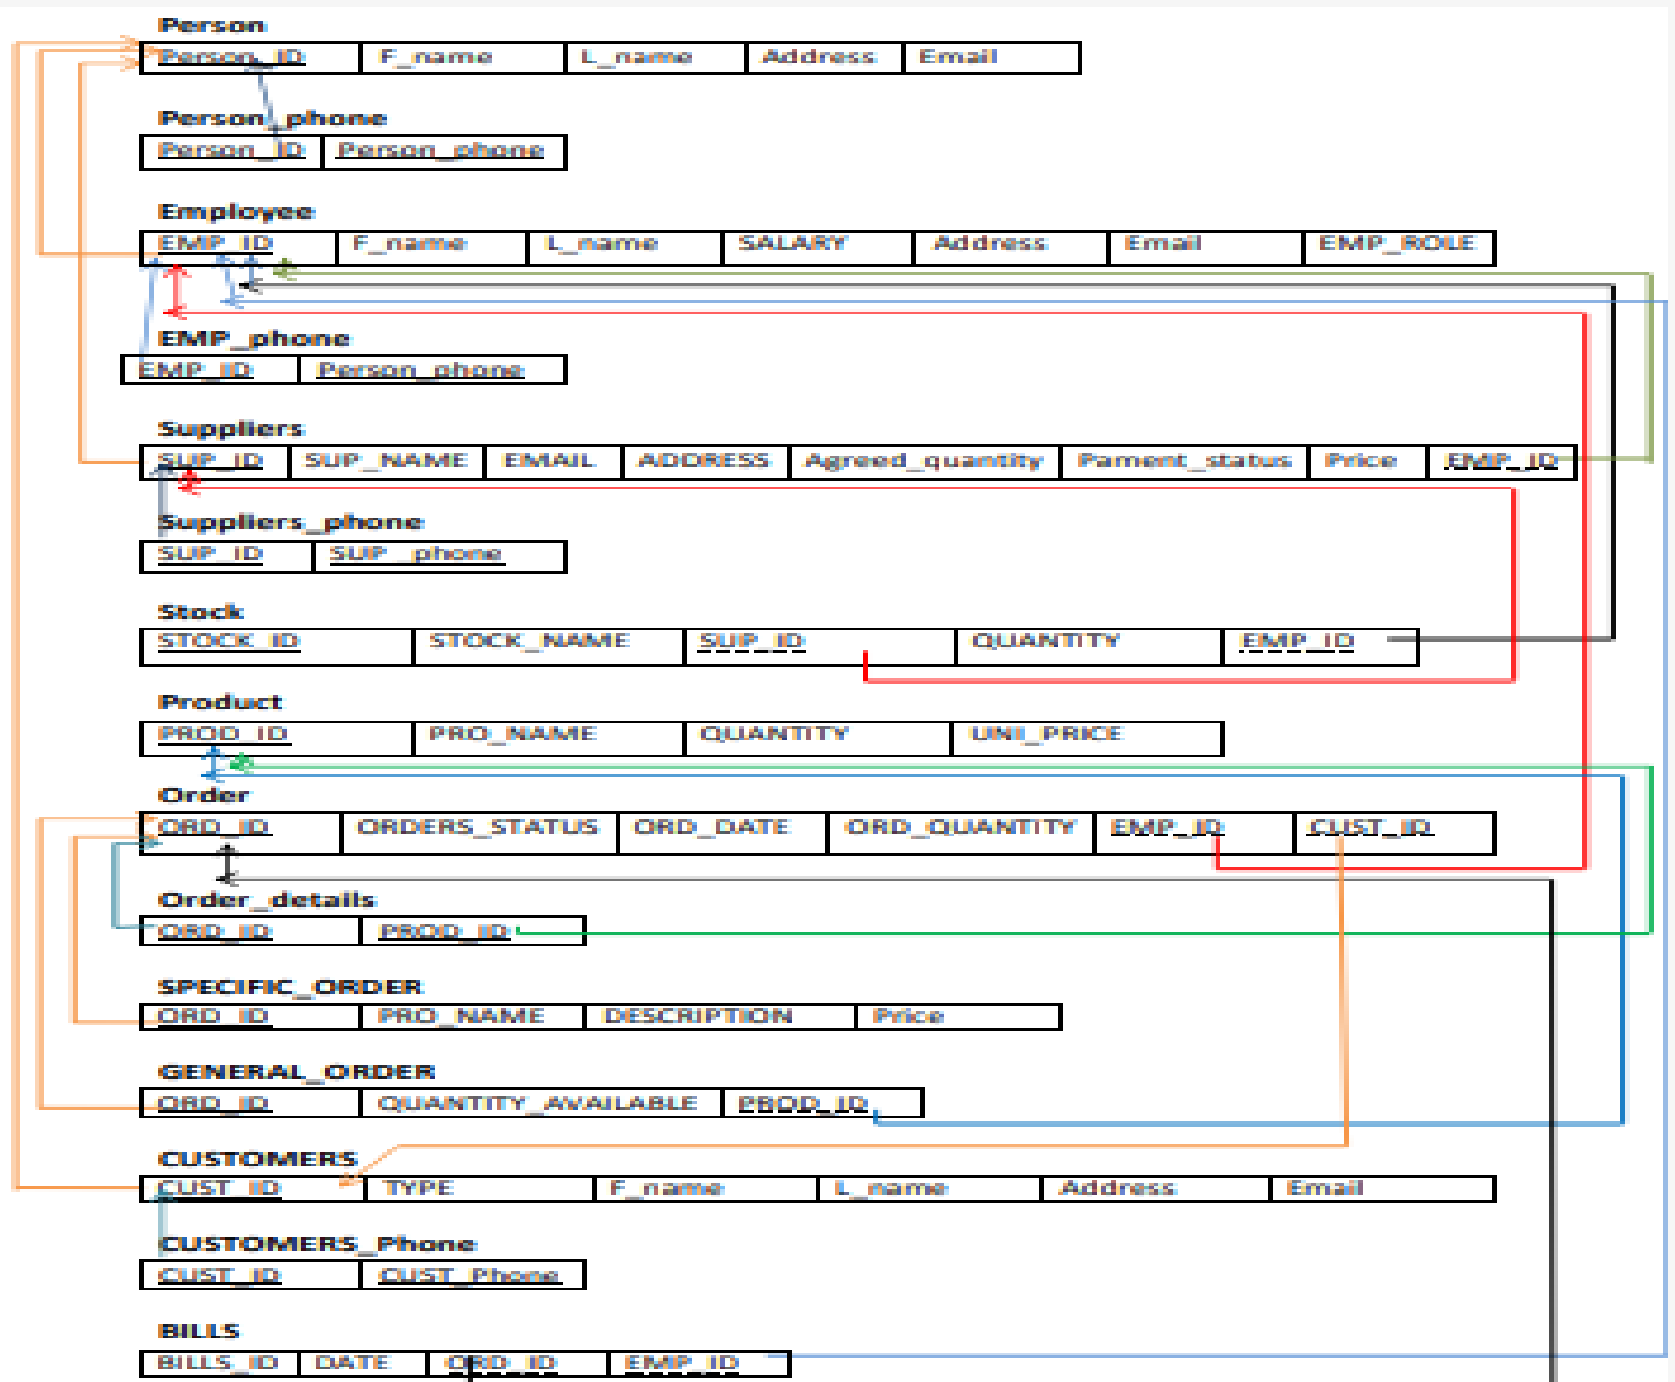 Person
Person_ID F_name L_name Address Email
Person_phone
Person_ID Person_phone
Employee
EMP_ID F_name L_name SALARY Address Email EMP_ROLE
EMP_phone
EMP_ID Person_phone
Suppliers
SUP_ID SUP_NAME EMAIL ADDRESS Agreed_quantity Pament_status Price EMP_ID
Suppliers_phone
SUP_ID SUP_phone
Stock
STOCK_ID STOCK_NAME SUP_ID QUANTITY EMP_ID
Product
PROD_ID PRO_NAME QUANTITY UNI_PRICE
Order
ORD_ID ORDERS_STATUS ORD_DATE ORD_QUANTITY EMP_ID CUST_ID
Order_details
ORD_ID PROD_ID
SPECIFIC_ORDER
ORD_ID PRO_NAME DESCRIPTION Price
GENERAL_ORDER
ORD_ID QUANTITY_AVAILABLE PROD_ID
CUSTOMERS
CUST_ID TYPE F_name L_name Address Email
CUSTOMERS_Phone
CUST_ID CUST_Phone
BILLS
BILLS_ID DATE ORD_ID EMP_ID